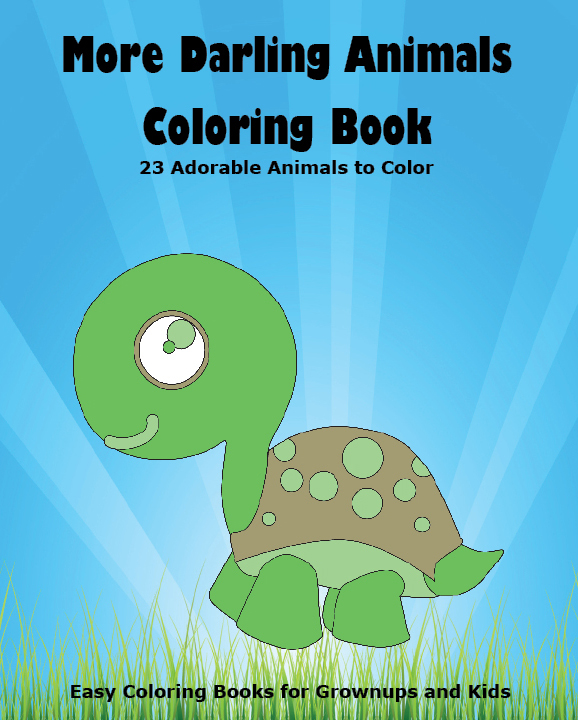 More Darling Animals
Coloring Book
23 Adorable Animals to Color
Easy Coloring Books for Grownups and Kids